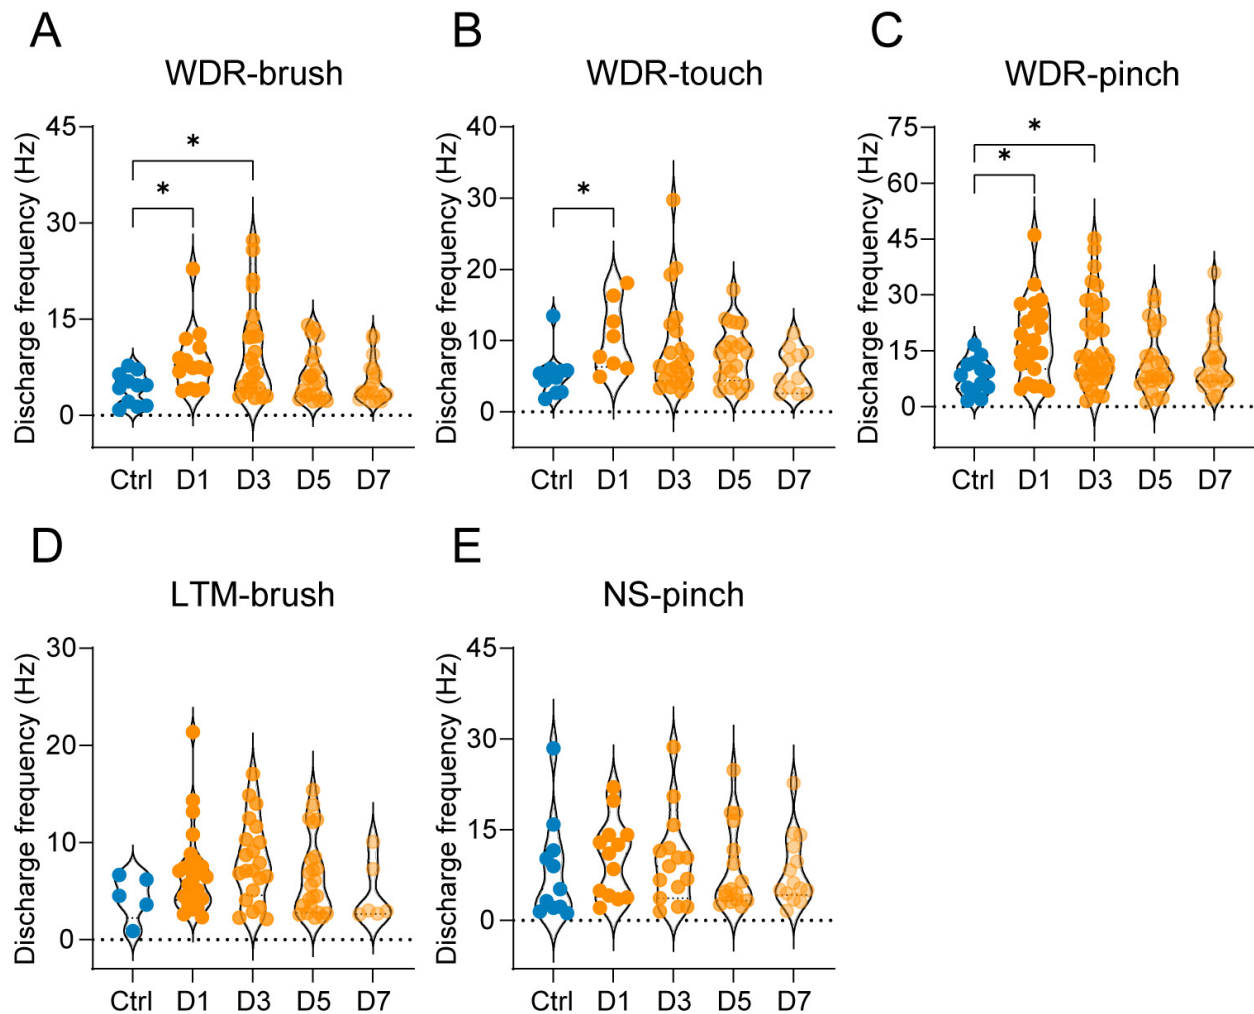 A
WDR-brush
Discharge frequency (Hz)
45
30
15
0
*
*
Ctrl D1 D3 D5 D7
B
WDR-touch
Discharge frequency (Hz)
40
30
20
10
0
*
Ctrl D1 D3 D5 D7
C
WDR-pinch
Discharge frequency (Hz)
75
60
45
30
15
0
*
*
Ctrl D1 D3 D5 D7
D
LTM-brush
Discharge frequency (Hz)
30
20
10
0
Ctrl D1 D3 D5 D7
E
NS-pinch
Discharge frequency (Hz)
45
30
15
0
Ctrl D1 D3 D5 D7